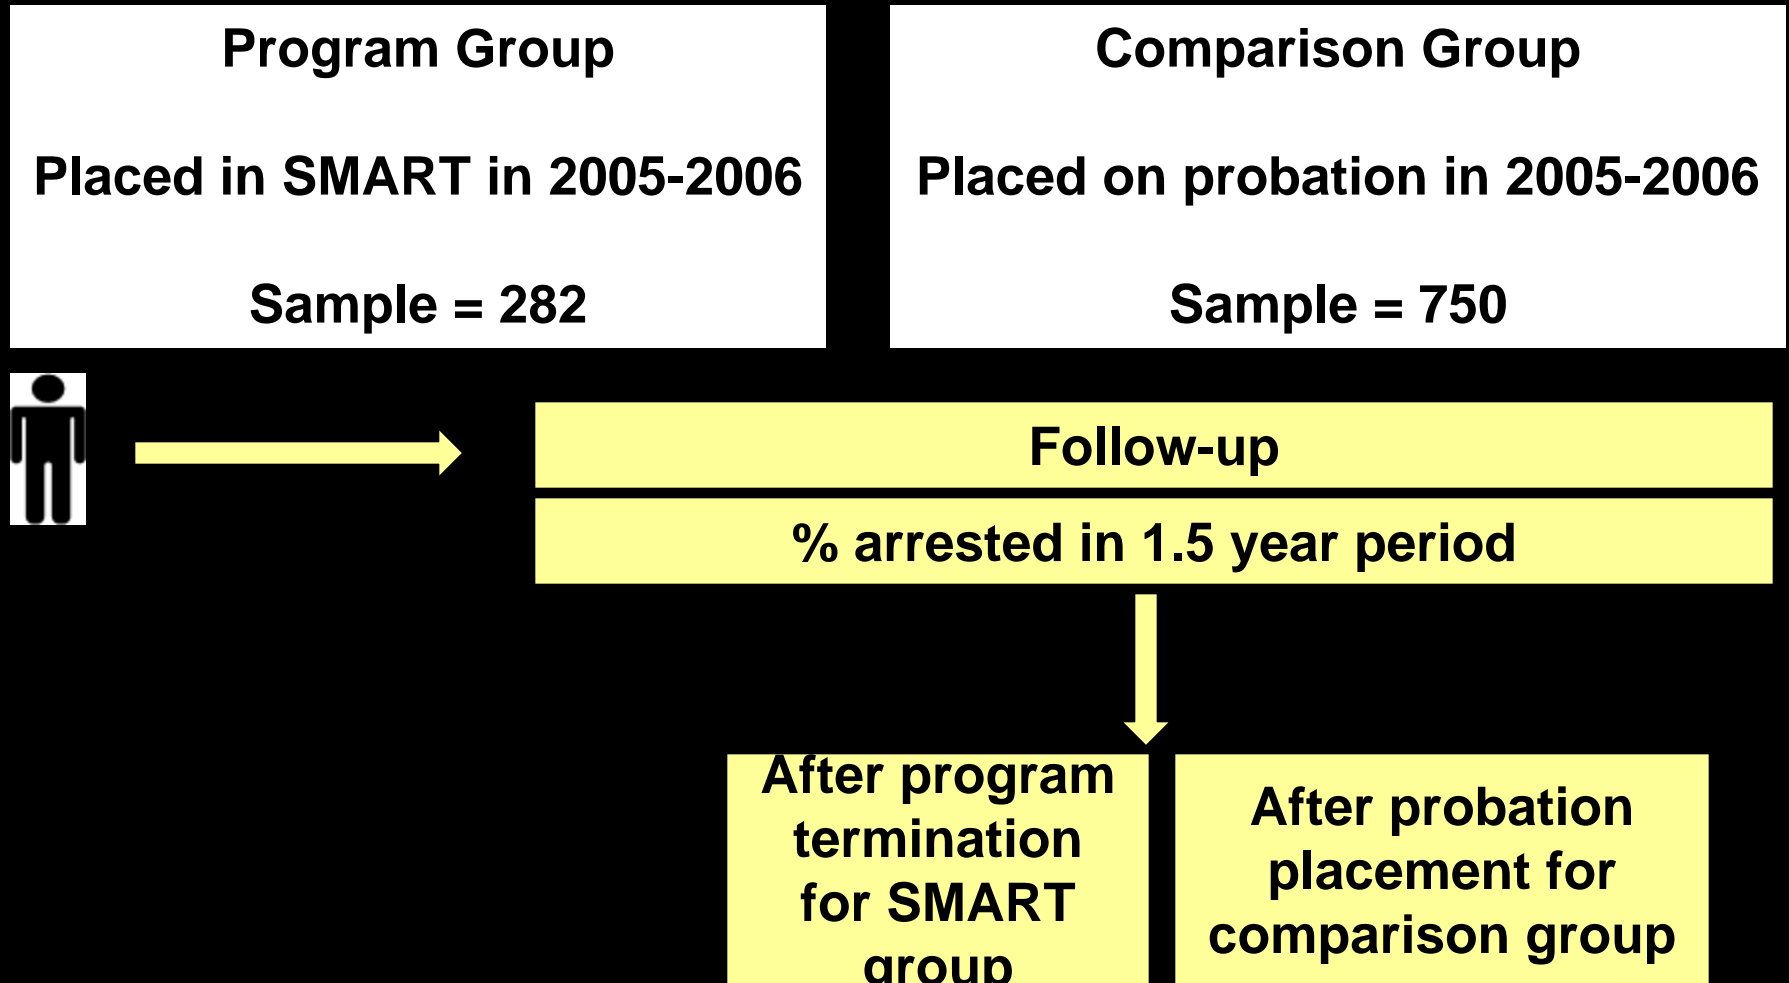 Program Group
Placed in SMART in 2005-2006
Sample = 282
Comparison Group
Placed on probation in 2005-2006
Sample = 750
Follow-up
% arrested in 1.5 year period
After program
termination
for SMART
group
After probation
placement for
comparison group